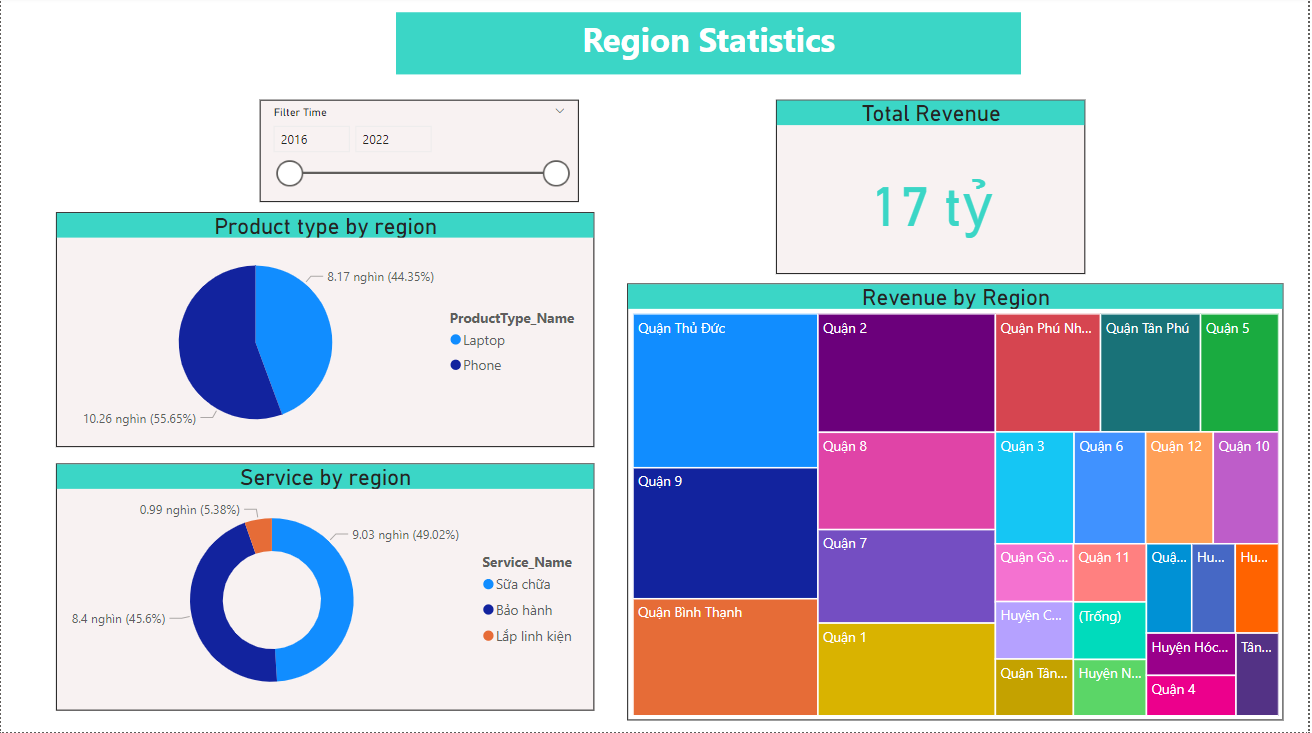 Region Statistics
Filter Time
2016
2022
Total Revenue
17 tỷ
Product type by region
8.17 nghìn (44.35%)
10.26 nghìn (55.65%)
ProductType_Name
Laptop
Phone
Service by region
0.99 nghìn (5.38%)
9.03 nghìn (49.02%)
8.4 nghìn (45.6%)
Service_Name
Sữa chữa
Bảo hành
Lắp linh kiện
Revenue by Region
Quận Thủ Đức
Quận 9
Quận Bình Thạnh
Quận 2
Quận 8
Quận 7
Quận 1
Quận Phú Nh...
Quận Tân Phú
Quận 5
Quận 3
Quận 6
Quận 12
Quận 10
Quận Gò ...
Quận 11
Quậ...
Hu...
Hu...
Huyện C...
(Trống)
Quận Tân...
Huyện N...
Huyện Hóc...
Tân...
Quận 4